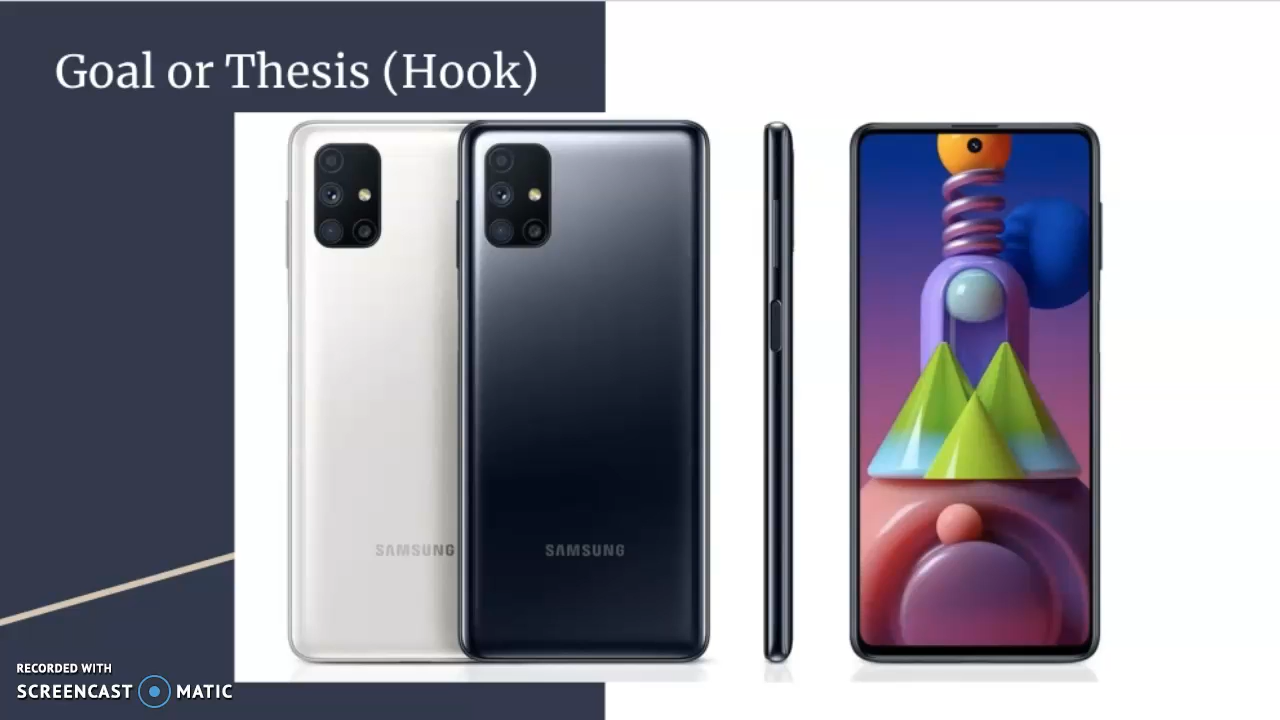 Goal or Thesis (Hook)
SAMSUNG
SAMSUNG
RECORDED WITH
SCREENCAST MATIC